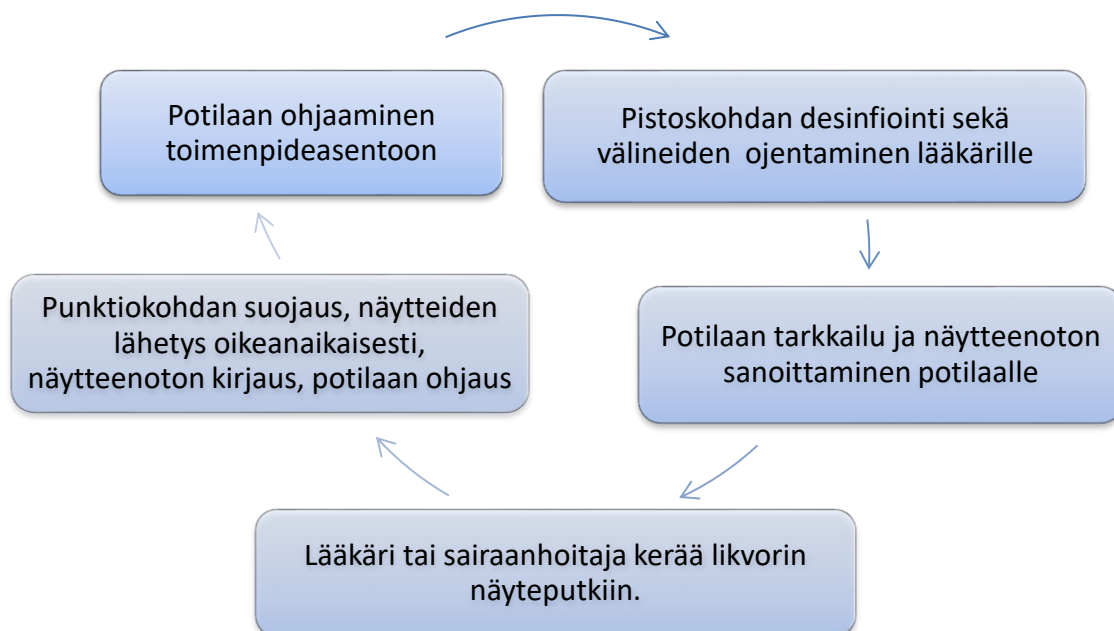 Potilaan ohjaaminen
toimenpideasentoon
Pistoskohdan desinfiointi sekä
välineiden  ojentaminen lääkärille
Potilaan tarkkailu ja näytteenoton
sanoittaminen potilaalle
Lääkäri tai sairaanhoitaja kerää likvorin
näyteputkiin.
Punktiokohdan suojaus, näytteiden
lähetys oikeanaikaisesti,
näytteenoton kirjaus, potilaan ohjaus